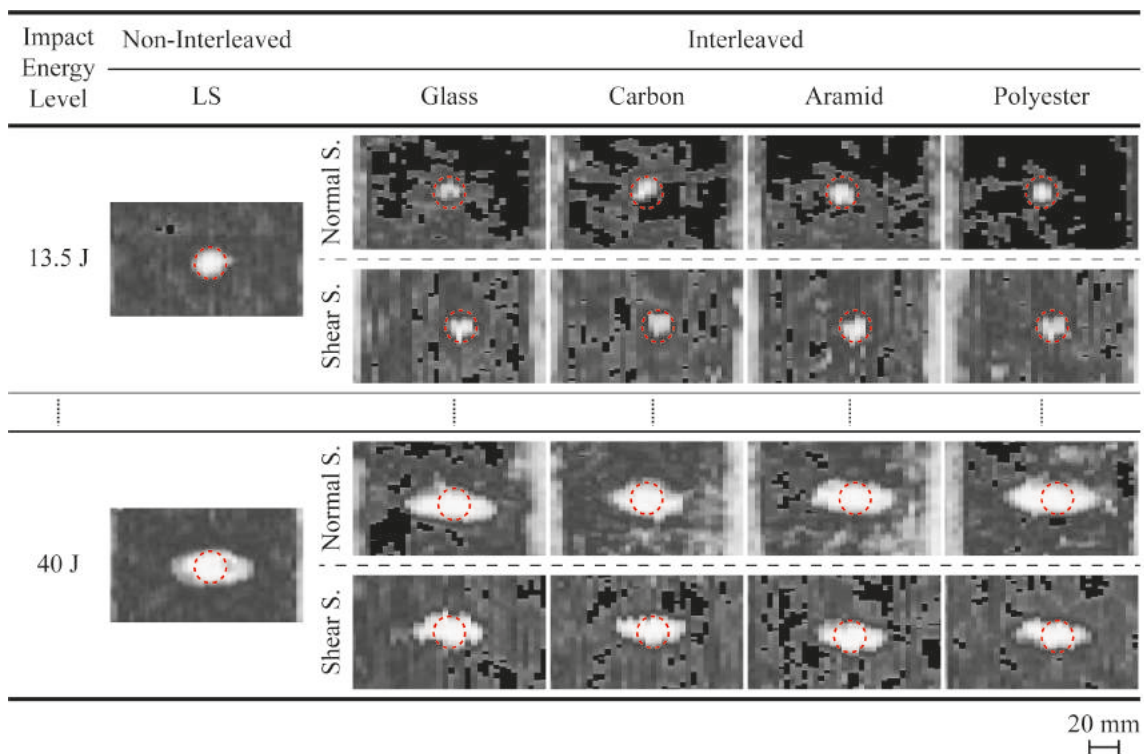 Impact Energy Level
Non-Interleaved
Interleaved
LS
Glass
Carbon
Aramid
Polyester
13.5 J
Normal S.
Shear S.
40 J
Normal S.
Shear S.
20 mm